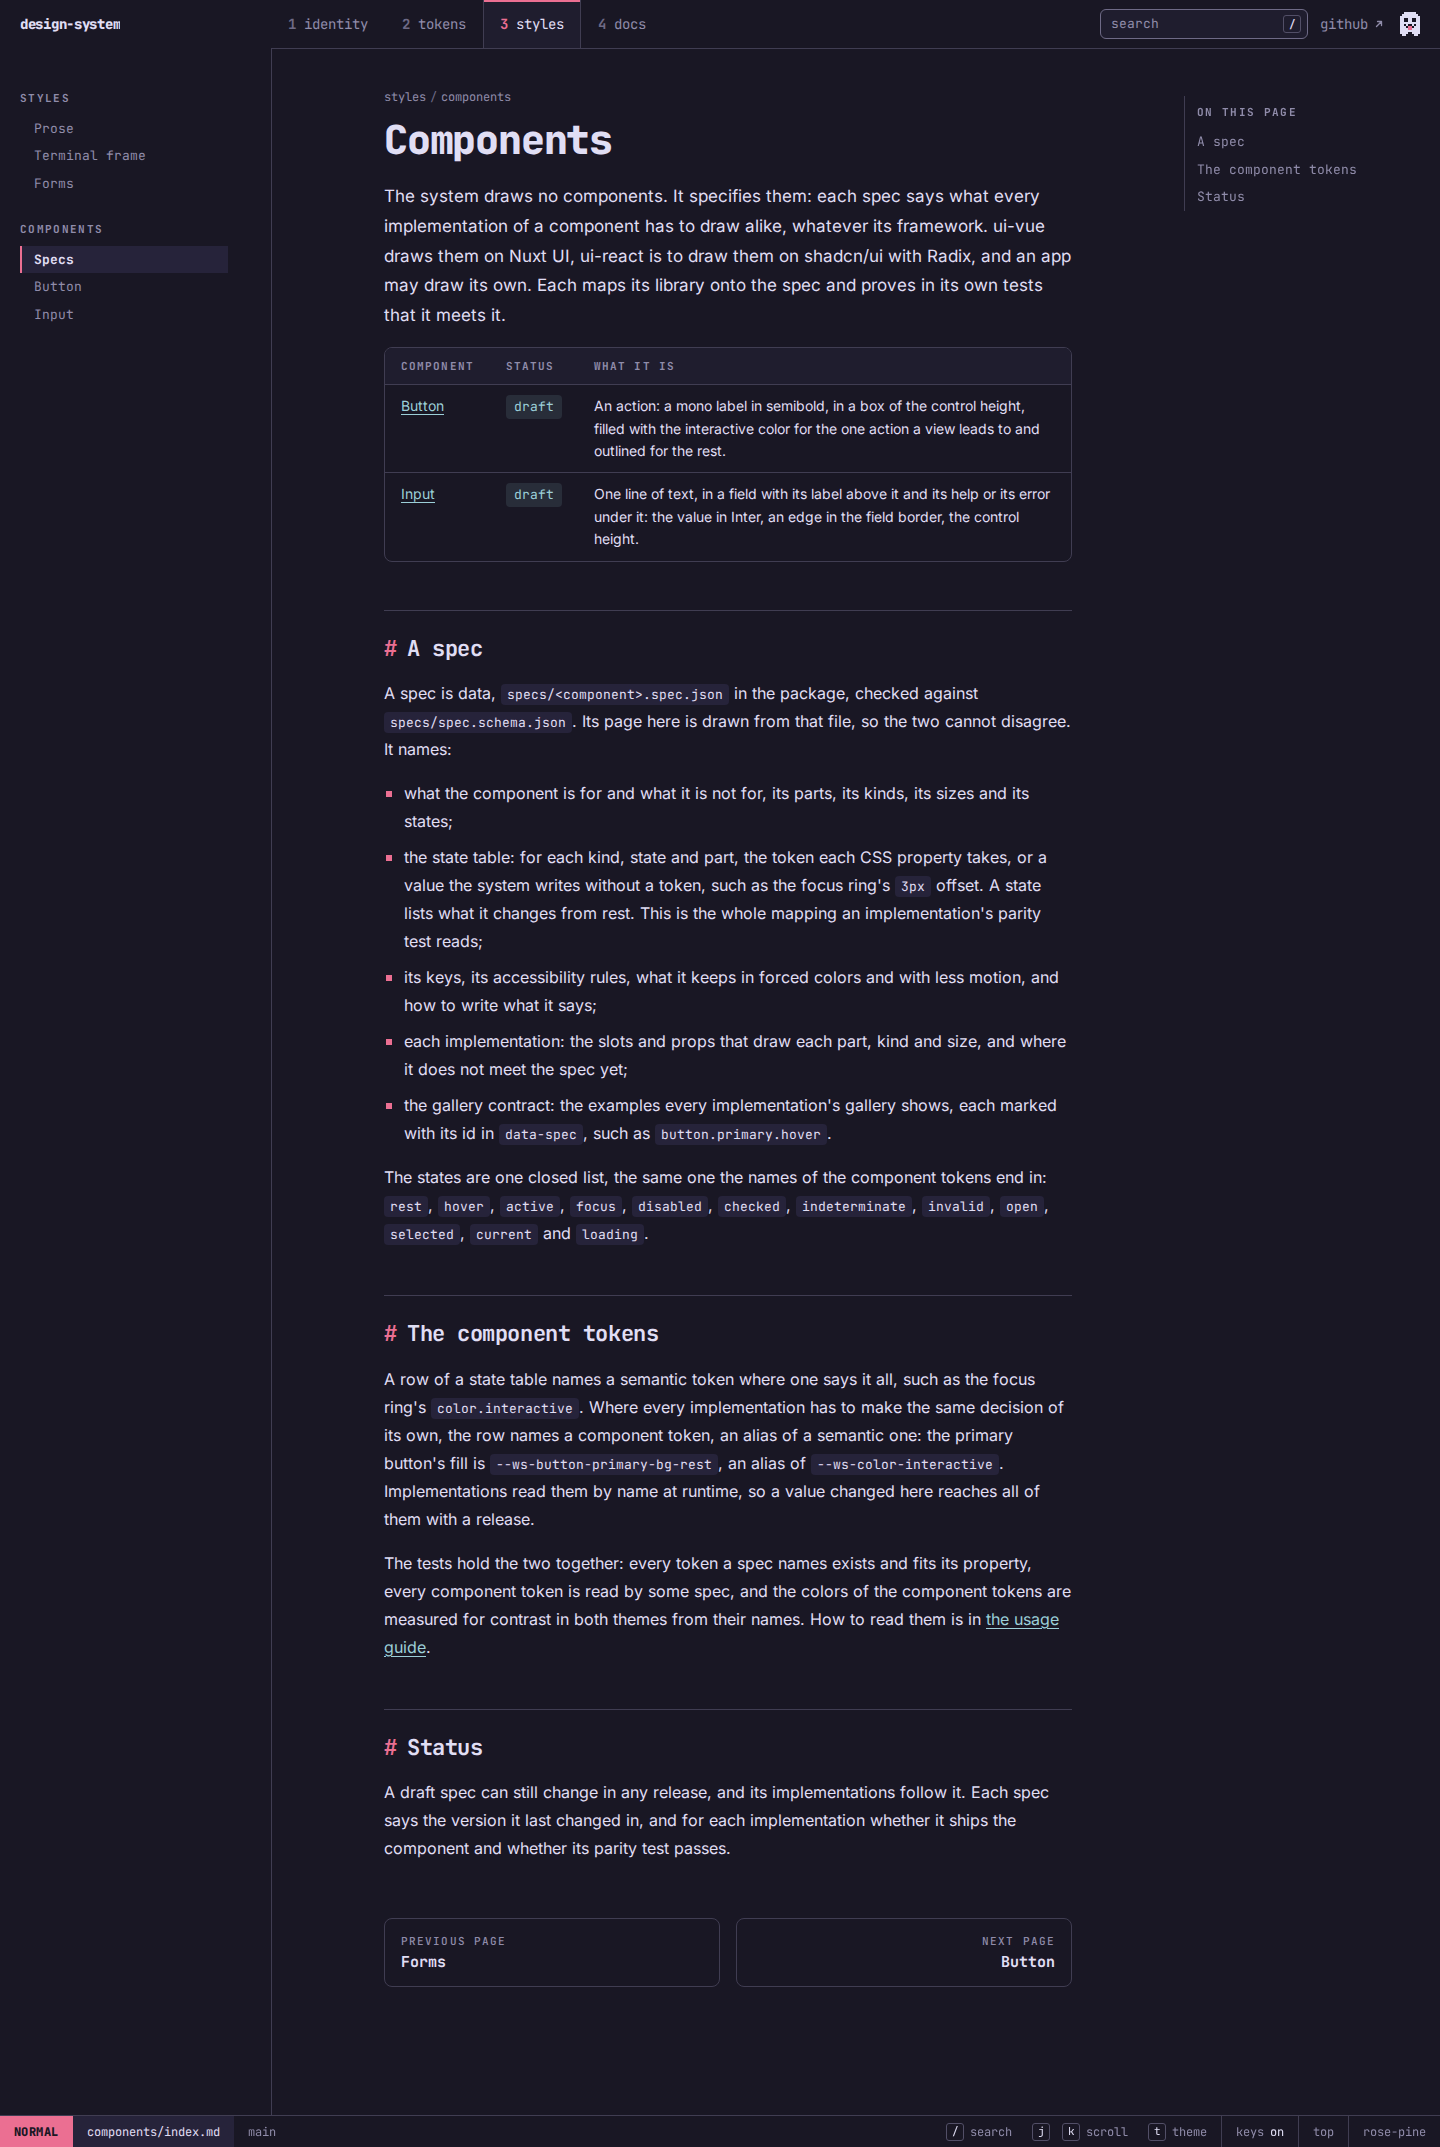 design-system
1 identity
2 tokens
3 styles
4 docs
search /
github ↗
STYLES
Prose
Terminal frame
Forms
COMPONENTS
Specs
Button
Input
styles / components
Components
The system draws no components. It specifies them: each spec says what every
implementation of a component has to draw alike, whatever its framework. ui-vue
draws them on Nuxt UI, ui-react is to draw them on shadcn/ui with Radix, and an app
may draw its own. Each maps its library onto the spec and proves in its own tests
that it meets it.
COMPONENT STATUS WHAT IT IS
Button draft An action: a mono label in semibold, in a box of the control height,
filled with the interactive color for the one action a view leads to and
outlined for the rest.
Input draft One line of text, in a field with its label above it and its help or its error
under it: the value in Inter, an edge in the field border, the control
height.
# A spec
A spec is data, specs/<component>.spec.json in the package, checked against
specs/spec.schema.json. Its page here is drawn from that file, so the two cannot disagree.
It names:
what the component is for and what it is not for, its parts, its kinds, its sizes and its
states;
the state table: for each kind, state and part, the token each CSS property takes, or a
value the system writes without a token, such as the focus ring's 3px offset. A state
lists what it changes from rest. This is the whole mapping an implementation's parity
test reads;
its keys, its accessibility rules, what it keeps in forced colors and with less motion, and
how to write what it says;
each implementation: the slots and props that draw each part, kind and size, and where
it does not meet the spec yet;
the gallery contract: the examples every implementation's gallery shows, each marked
with its id in data-spec, such as button.primary.hover.
The states are one closed list, the same one the names of the component tokens end in:
rest, hover, active, focus, disabled, checked, indeterminate, invalid, open,
selected, current and loading.
# The component tokens
A row of a state table names a semantic token where one says it all, such as the focus
ring's color.interactive. Where every implementation has to make the same decision of
its own, the row names a component token, an alias of a semantic one: the primary
button's fill is --ws-button-primary-bg-rest, an alias of --ws-color-interactive.
Implementations read them by name at runtime, so a value changed here reaches all of
them with a release.
The tests hold the two together: every token a spec names exists and fits its property,
every component token is read by some spec, and the colors of the component tokens are
measured for contrast in both themes from their names. How to read them is in the usage
guide.
# Status
A draft spec can still change in any release, and its implementations follow it. Each spec
says the version it last changed in, and for each implementation whether it ships the
component and whether its parity test passes.
PREVIOUS PAGE
Forms
NEXT PAGE
Button
ON THIS PAGE
A spec
The component tokens
Status
NORMAL components/index.md main / search j k scroll t theme keys on top rose-pine